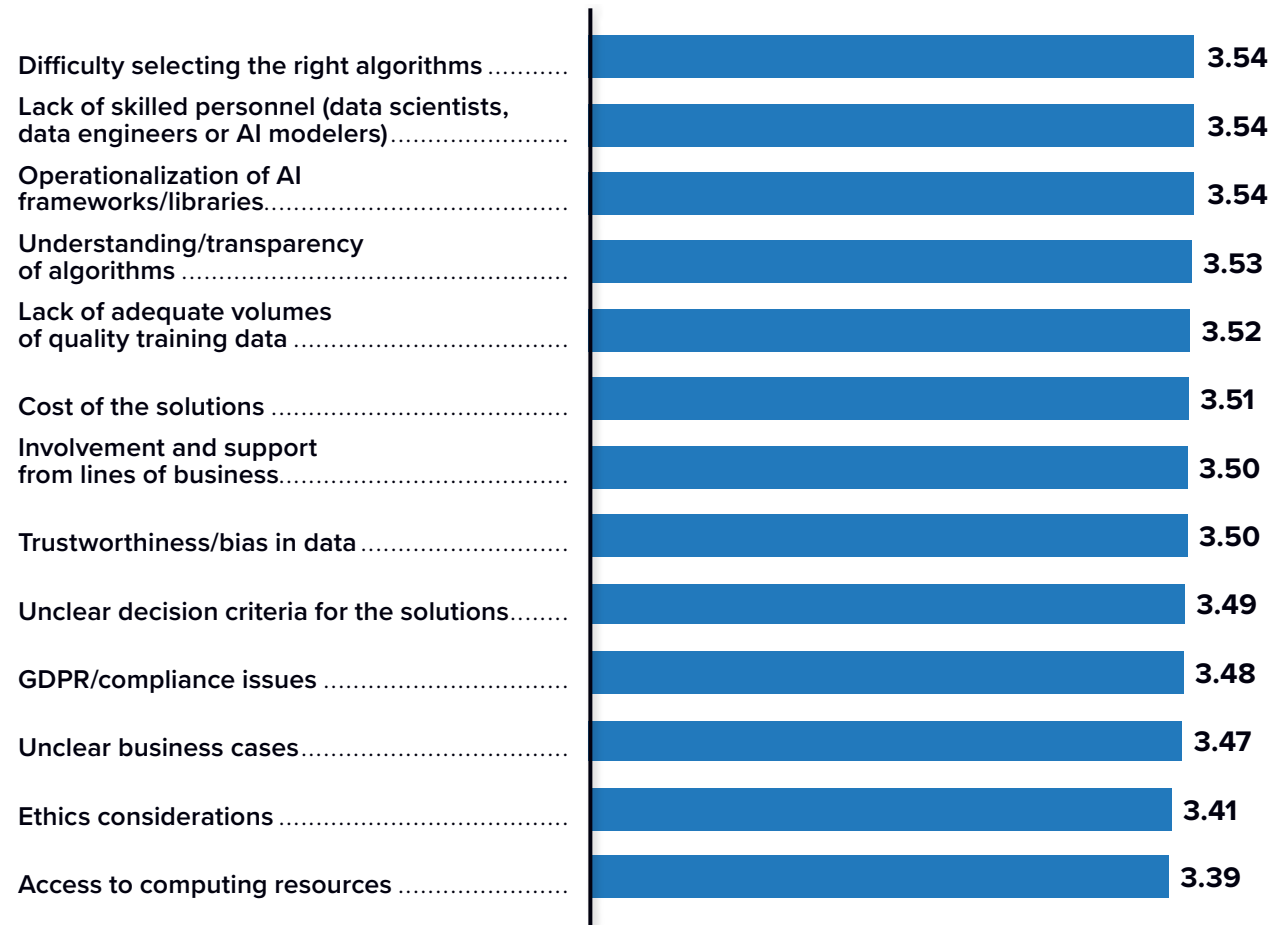 Difficulty selecting the right algorithms ........... 3.54
Lack of skilled personnel (data scientists,
data engineers or AI modelers)........................ 3.54
Operationalization of AI
frameworks/libraries......................................... 3.54
Understanding/transparency
of algorithms .................................................... 3.53
Lack of adequate volumes
of quality training data ..................................... 3.52
Cost of the solutions ........................................ 3.51
Involvement and support
from lines of business....................................... 3.50
Trustworthiness/bias in data ............................ 3.50
Unclear decision criteria for the solutions........ 3.49
GDPR/compliance issues ................................. 3.48
Unclear business cases.................................... 3.47
Ethics considerations ....................................... 3.41
Access to computing resources ....................... 3.39